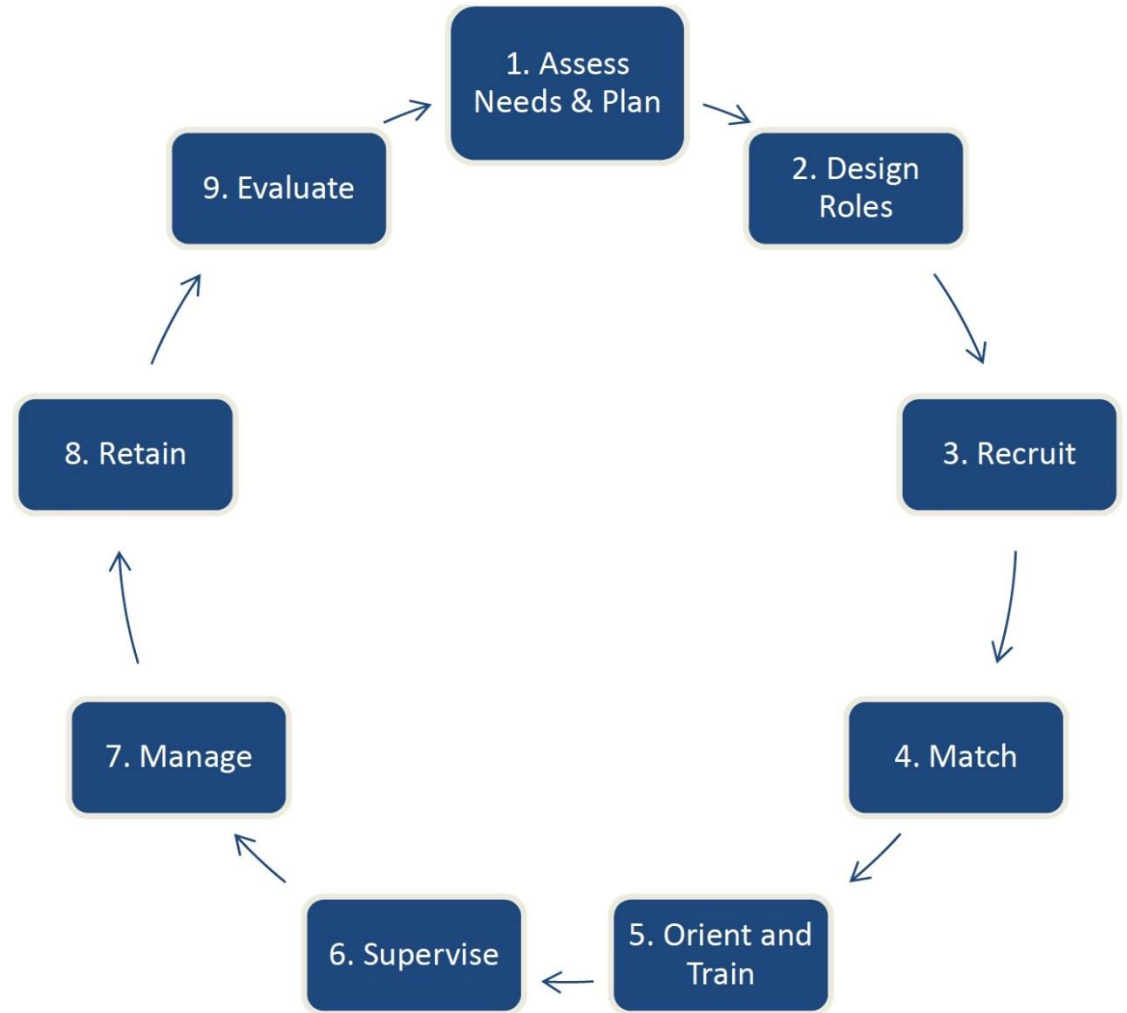 1. Assess
Needs & Plan
2. Design
Roles
3. Recruit
4. Match
5. Orient and
Train
6. Supervise
7. Manage
8. Retain
9. Evaluate